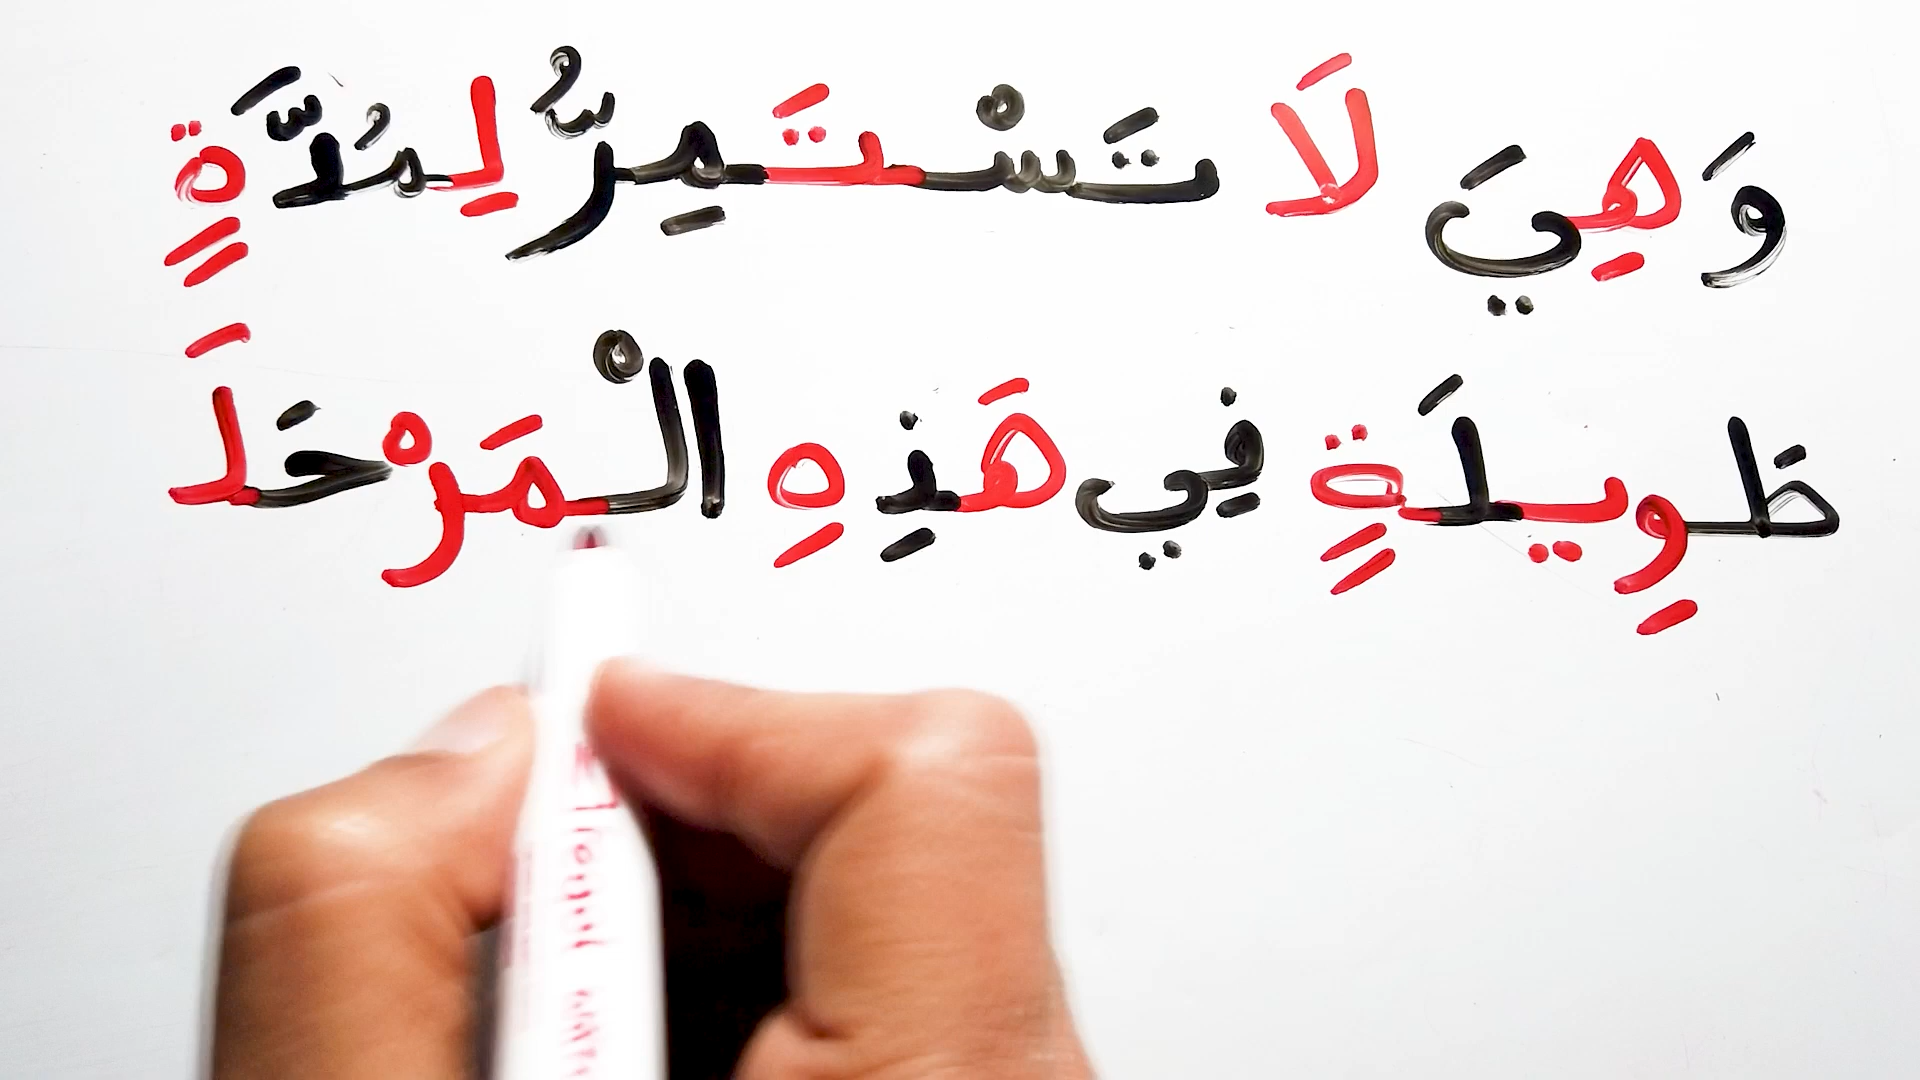 وَهِيَ لَا تَسْتَمِرُّ لِمُدَّةٍ
طَوِيلَةٍ فِي هَذِهِ الْمَرْحَلَ